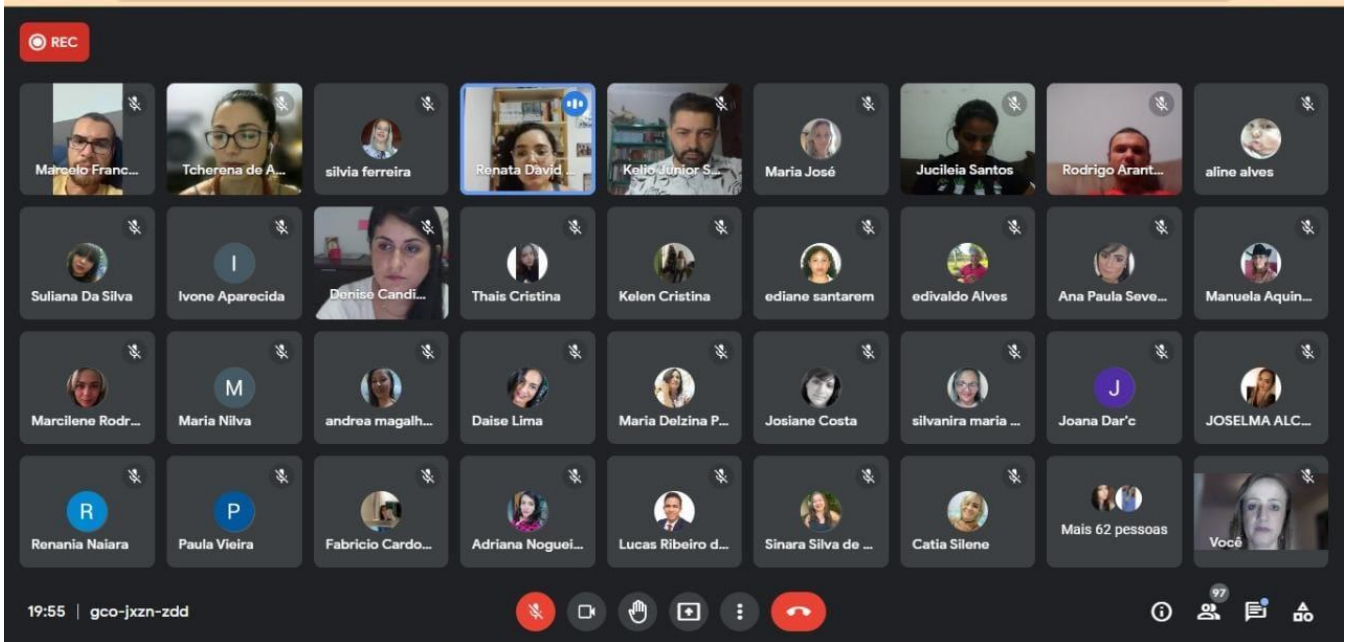 REC
Marcelo Franc...
Tcherena de A...
silvia ferreira
Renata David ...
Kelio Junior S...
Maria José
Jucileia Santos
Rodrigo Arant...
aline alves
Suliana Da Silva
I
Ivone Aparecida
Denise Candi...
Thais Cristina
Kelen Cristina
ediane santarem
edivaldo Alves
Ana Paula Seve...
Manuela Aquin...
Marcilene Rodr...
M
Maria Nilva
andrea magalh...
Daise Lima
Maria Delzina P...
Josiane Costa
silvanira maria ...
J
Joana Dar'c
JOSELMA ALC...
R
Renania Naiara
P
Paula Vieira
Fabricio Cardo...
Adriana Noguei...
Lucas Ribeiro d...
Sinara Silva de ...
Catia Silene
Mais 62 pessoas
Você
19:55 | gco-jxzn-zdd
97